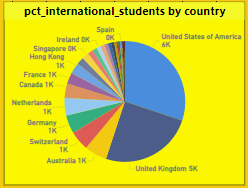 pct_international_students by country
Spain
0K
United States of America
6K
Ireland 0K
Singapore 0K
Hong Kong
1K
France 1K
Canada 1K
Netherlands
1K
Germany
1K
Switzerland
1K
Australia 1K
United Kingdom 5K